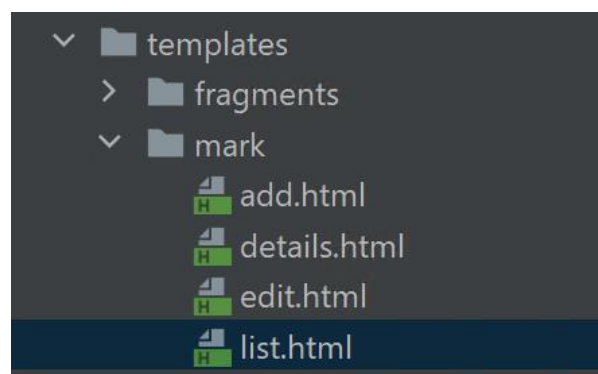 templates
fragments
mark
add.html
details.html
edit.html
list.html